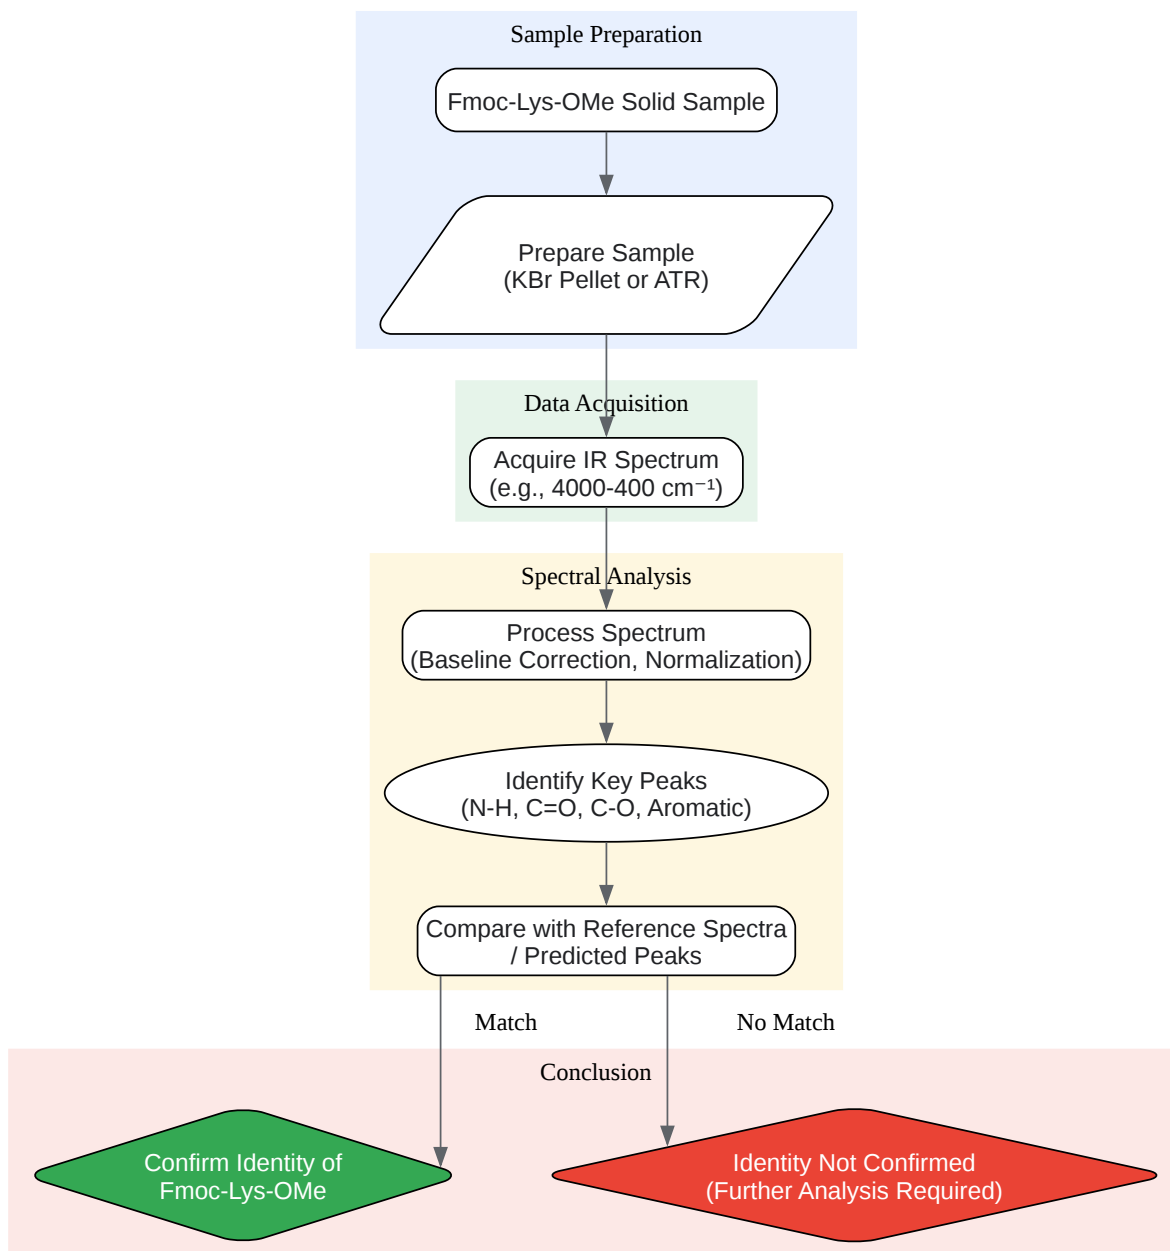 Sample Preparation
Fmoc-Lys-OMe Solid Sample
Prepare Sample
(KBr Pellet or ATR)
Data Acquisition
Acquire IR Spectrum
(e.g., 4000-400 cm⁻¹)
Spectral Analysis
Process Spectrum
(Baseline Correction, Normalization)
Identify Key Peaks
(N-H, C=O, C-O, Aromatic)
Compare with Reference Spectra
/ Predicted Peaks
Match
No Match
Conclusion
Confirm Identity of
Fmoc-Lys-OMe
Identity Not Confirmed
(Further Analysis Required)